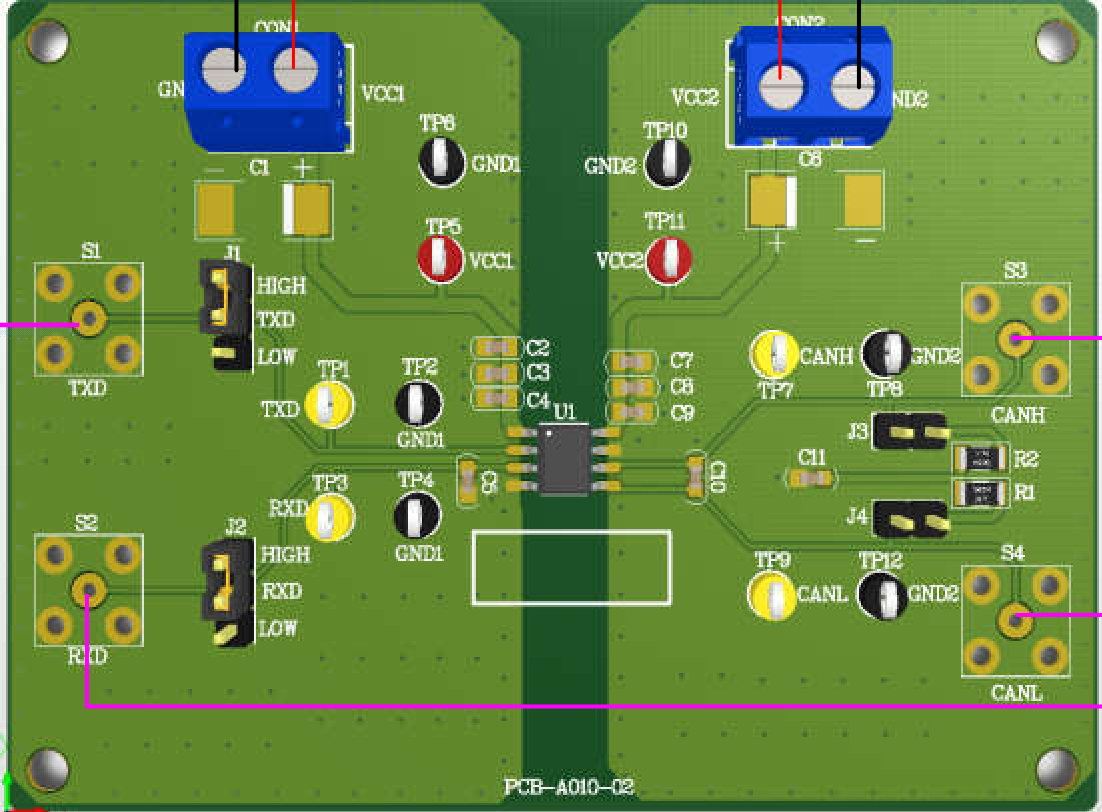 CON1
CON2
GN
VCC1
VCC2
ND2
TP6
TP10
GND1
GND2
C1
C6
TP5
TP11
VCC1
VCC2
S1
J1
HIGH
TXD
LOW
TXD
S3
C2
C3
C4
C7
C8
C9
CANH
GND2
TP7
TP8
CANH
TP1
TP2
TXD
GND1
U1
J3
C5
C10
C11
R2
R1
TP3
TP4
RXD
GND1
J4
S2
J2
HIGH
RXD
LOW
RXD
TP9
TP12
CANL
GND2
S4
CANL
PCB-A010-02